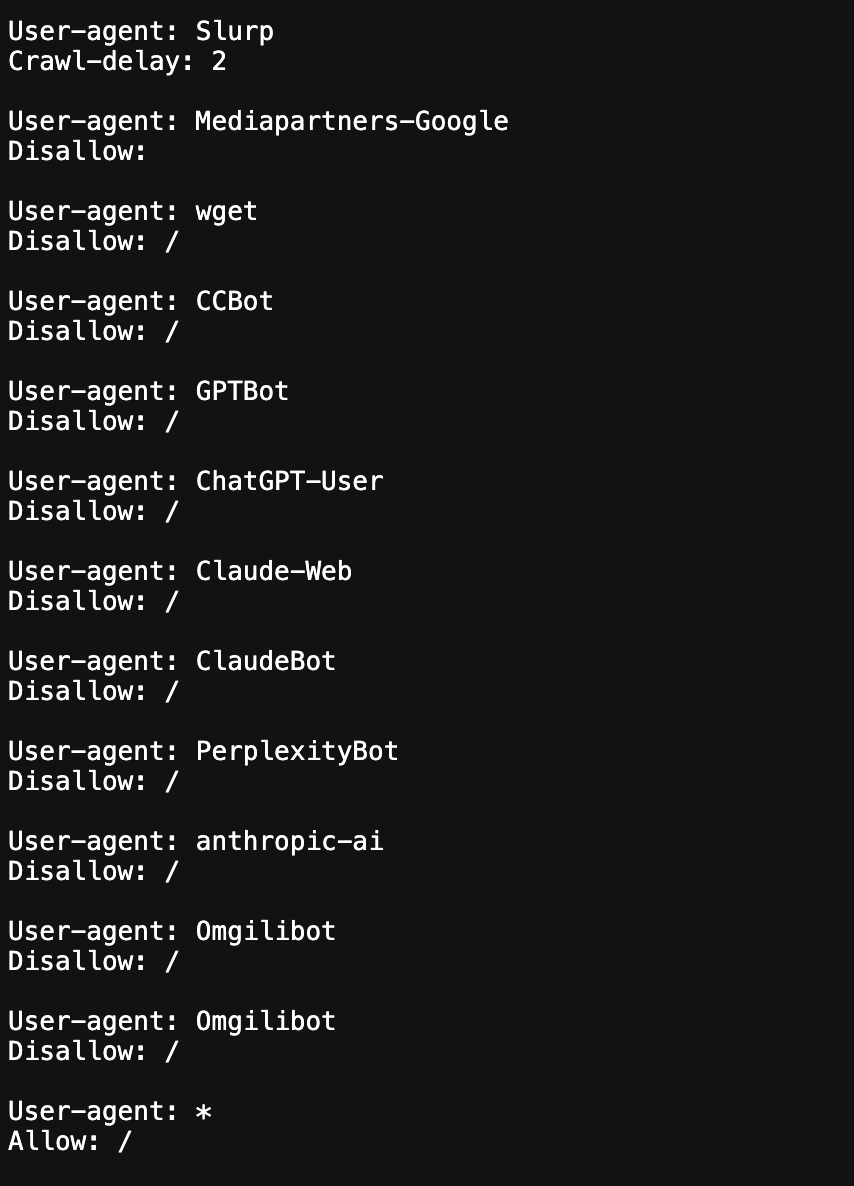 User-agent: Slurp
Crawl-delay: 2

User-agent: Mediapartners-Google
Disallow:

User-agent: wget
Disallow: /

User-agent: CCBot
Disallow: /

User-agent: GPTBot
Disallow: /

User-agent: ChatGPT-User
Disallow: /

User-agent: Claude-Web
Disallow: /

User-agent: ClaudeBot
Disallow: /

User-agent: PerplexityBot
Disallow: /

User-agent: anthropic-ai
Disallow: /

User-agent: Omgilibot
Disallow: /

User-agent: Omgilibot
Disallow: /

User-agent: *
Allow: /